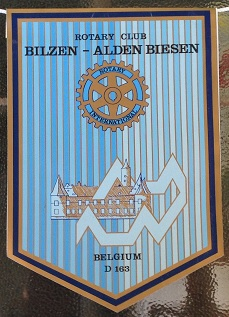 ROTARY CLUB
BILZEN - ALDEN BIESEN
ROTARY
INTERNATIONAL
BELGIUM
D 163